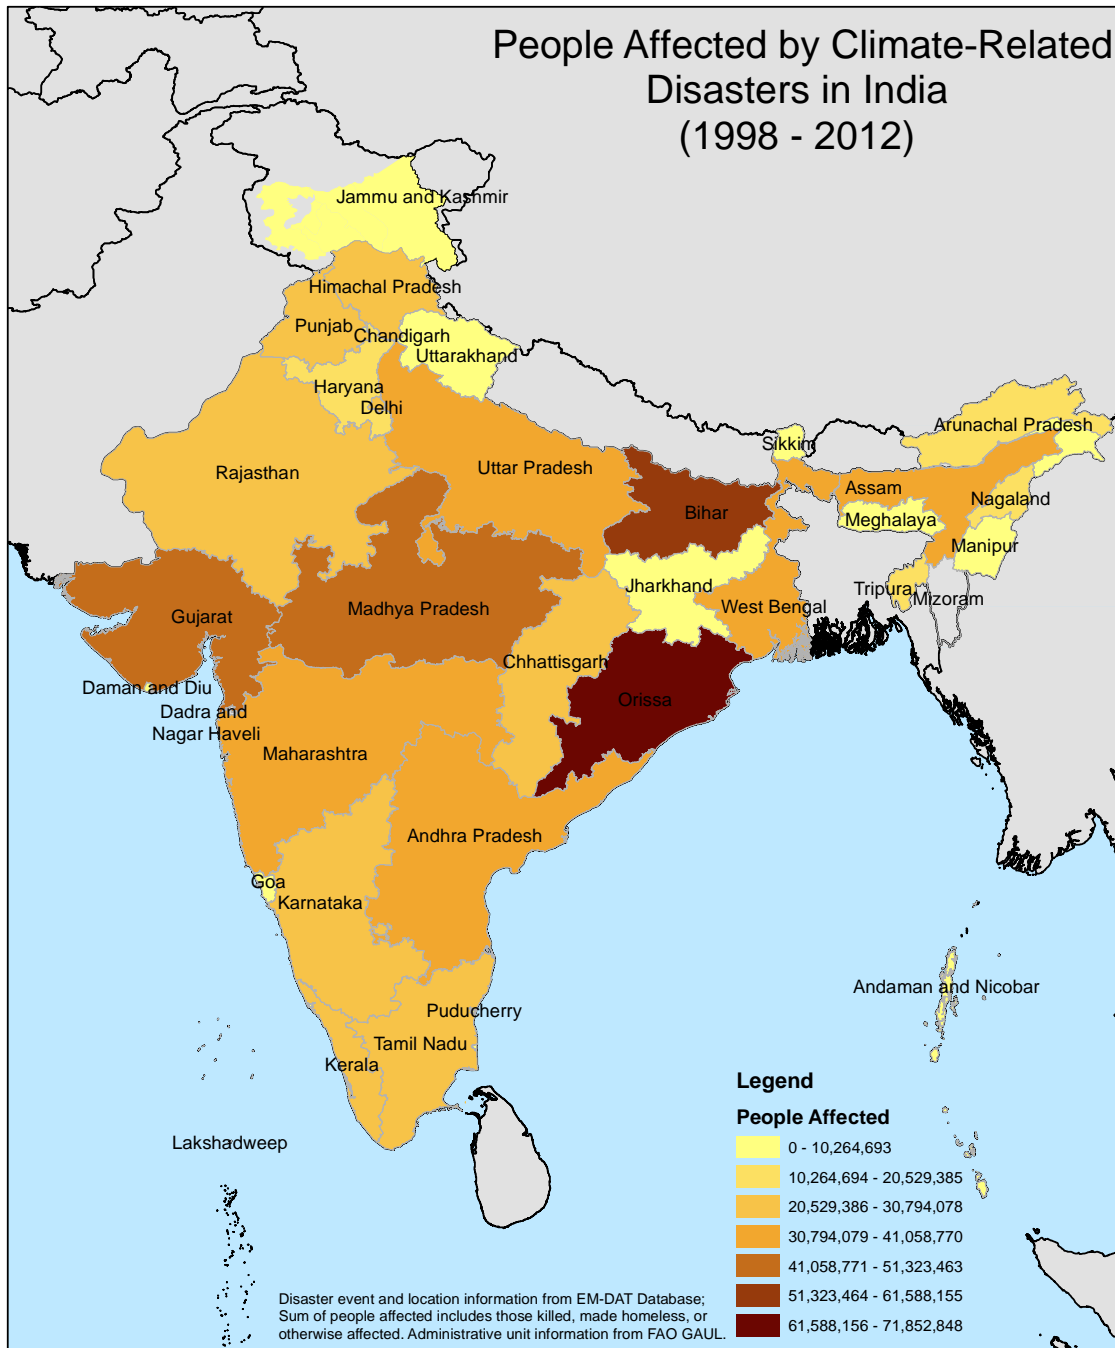 People Affected by Climate-Related
Disasters in India
(1998 - 2012)
Jammu and Kashmir
Himachal Pradesh
Punjab
Chandigarh
Uttarakhand
Haryana
Delhi
Arunachal Pradesh
Sikkim
Rajasthan
Uttar Pradesh
Assam
Nagaland
Bihar
Meghalaya
Manipur
Jharkhand
Tripura
Mizoram
Madhya Pradesh
West Bengal
Gujarat
Chhattisgarh
Daman and Diu
Orissa
Dadra and
Nagar Haveli
Maharashtra
Andhra Pradesh
Goa
Karnataka
Andaman and Nicobar
Puducherry
Tamil Nadu
Kerala
Lakshadweep
Legend
People Affected
0 - 10,264,693
10,264,694 - 20,529,385
20,529,386 - 30,794,078
30,794,079 - 41,058,770
41,058,771 - 51,323,463
51,323,464 - 61,588,155
61,588,156 - 71,852,848
Disaster event and location information from EM-DAT Database;
Sum of people affected includes those killed, made homeless, or
otherwise affected. Administrative unit information from FAO GAUL.